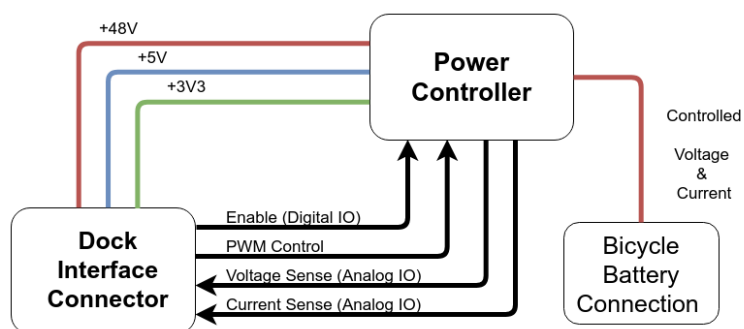 +48V
+5V
+3V3
Power
Controller
Controlled
Voltage
&
Current
Enable (Digital IO)
PWM Control
Voltage Sense (Analog IO)
Current Sense (Analog IO)
Dock
Interface
Connector
Bicycle
Battery
Connection